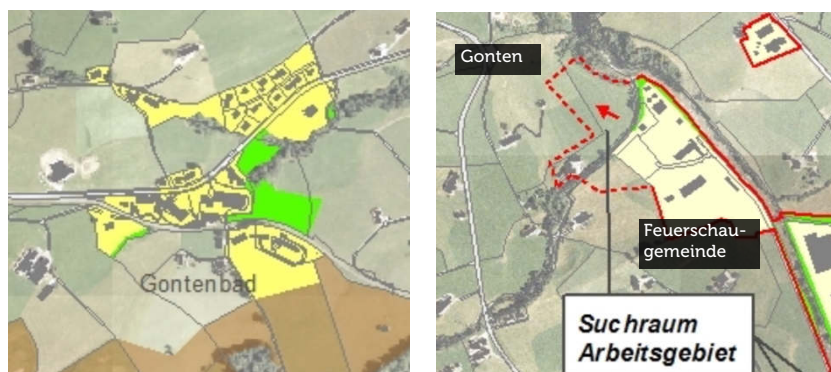 Gontenbad
Gonten
Feuerschau-
gemeinde
Suchraum
Arbeitsgebiet